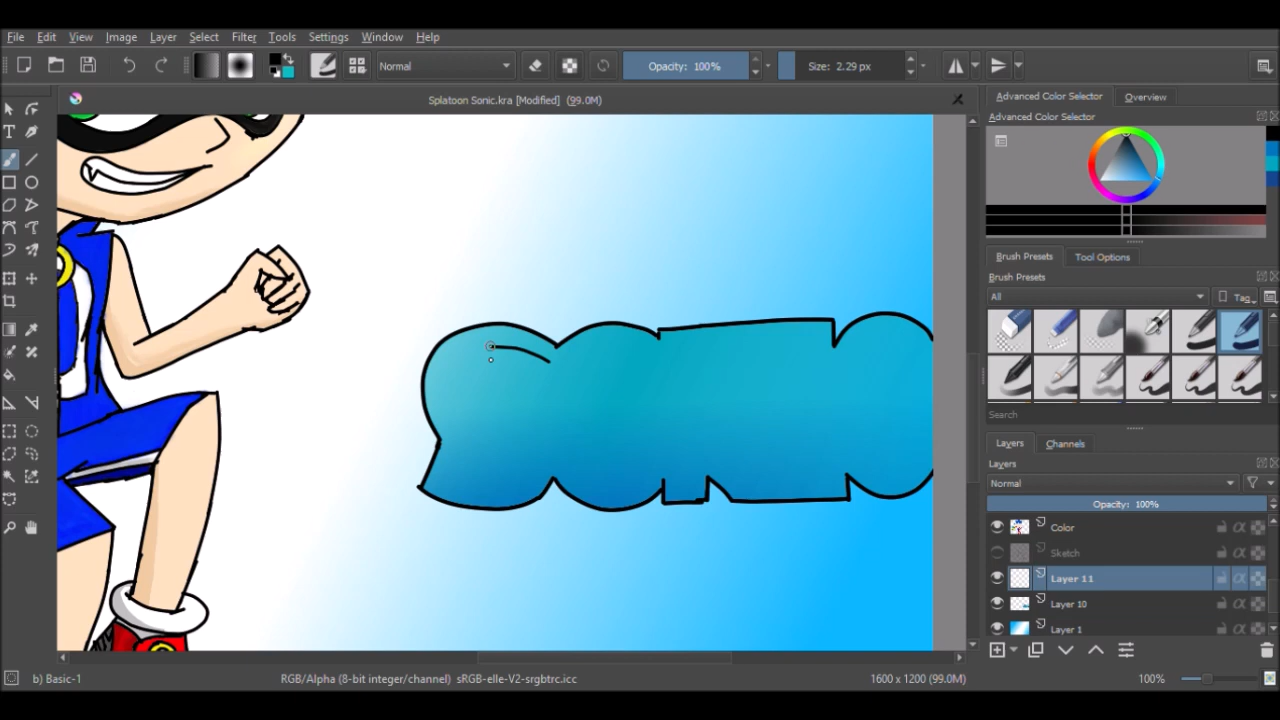 File Edit View Image Layer Select Filter Tools Settings Window Help
Normal Opacity: 100% Size: 2.29 px
Splatoon Sonic.kra [Modified] (99.0M)
Advanced Color Selector Overview
Advanced Color Selector
Brush Presets Tool Options
Brush Presets
All Tag
Search
Layers Channels
Layers
Normal
Opacity: 100%
Color
Sketch
Layer 11
Layer 10
Layer 1
b) Basic-1 RGB/Alpha (8-bit integer/channel) sRGB-elle-V2-srgbtrc.icc 1600 x 1200 (99.0M) 100%